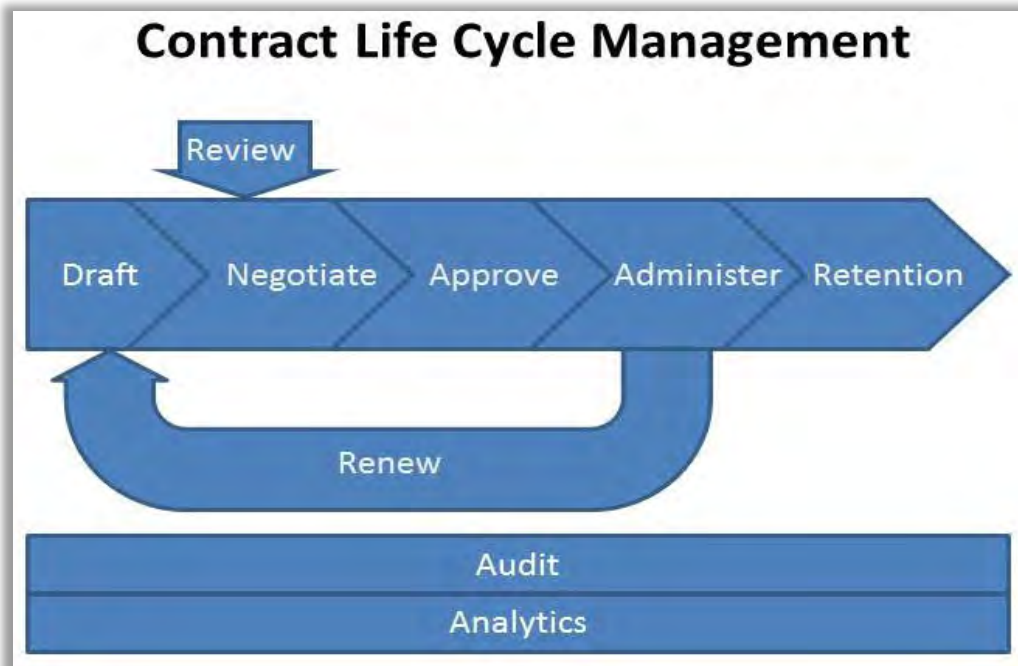 Contract Life Cycle Management
Review
Draft
Negotiate
Approve
Administer
Retention
Renew
Audit
Analytics